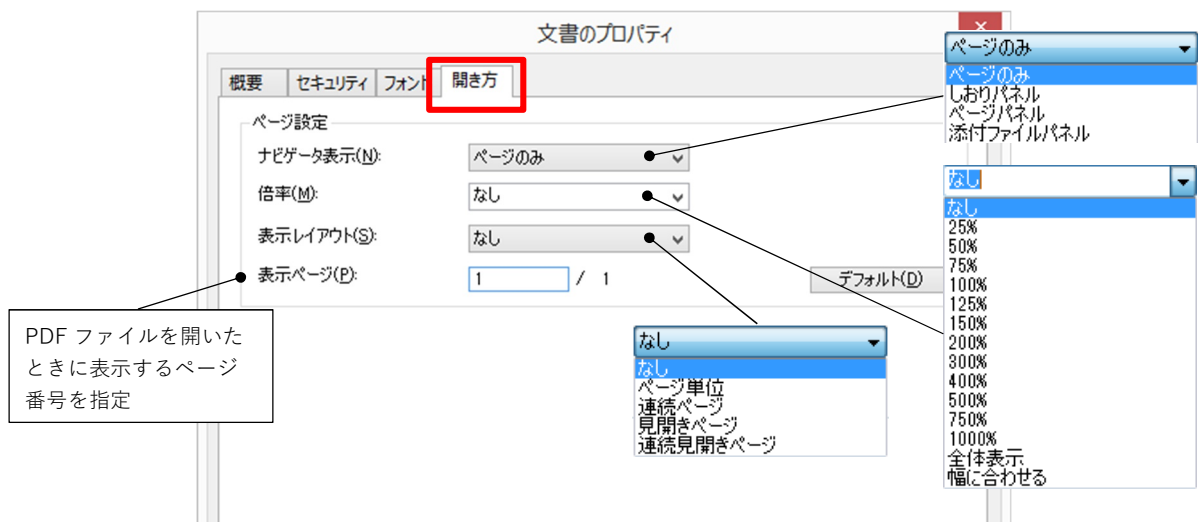 文書のプロパティ
概要 セキュリティ フォント 開き方
ページ設定
ナビゲータ表示(N): ページのみ
倍率(M): なし
表示レイアウト(S): なし
表示ページ(P): 1 / 1
デフォルト(D)
PDF ファイルを開いた
ときに表示するページ
番号を指定
ページのみ
ページのみ
しおりパネル
ページパネル
添付ファイルパネル
なし
なし
25%
50%
75%
100%
125%
150%
200%
300%
400%
500%
750%
1000%
全体表示
幅に合わせる
なし
なし
ページ単位
連続ページ
見開きページ
連続見開きページ